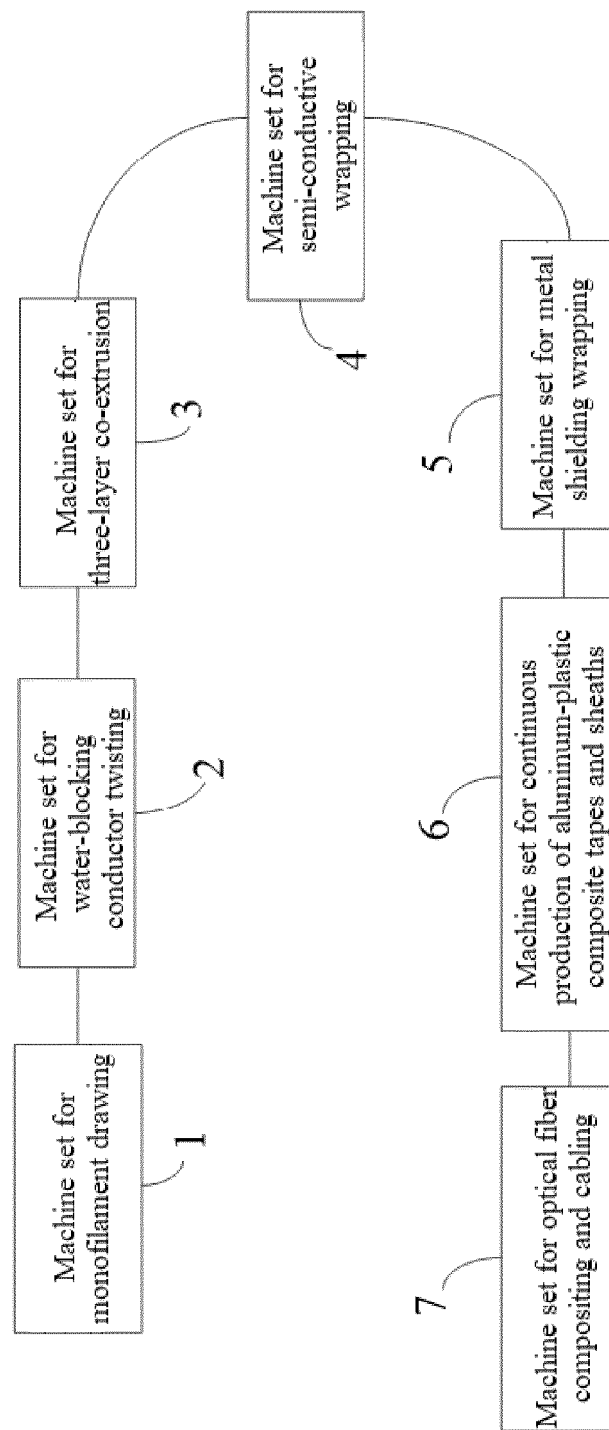 Machine set for
monofilament drawing
1
Machine set for
water-blocking
conductor twisting
2
Machine set for
three-layer co-extrusion
3
Machine set for
semi-conductive
wrapping
4
Machine set for metal
shielding wrapping
5
Machine set for continuous
production of aluminum-plastic
composite tapes and sheaths
6
Machine set for optical fiber
compositing and cabling
7